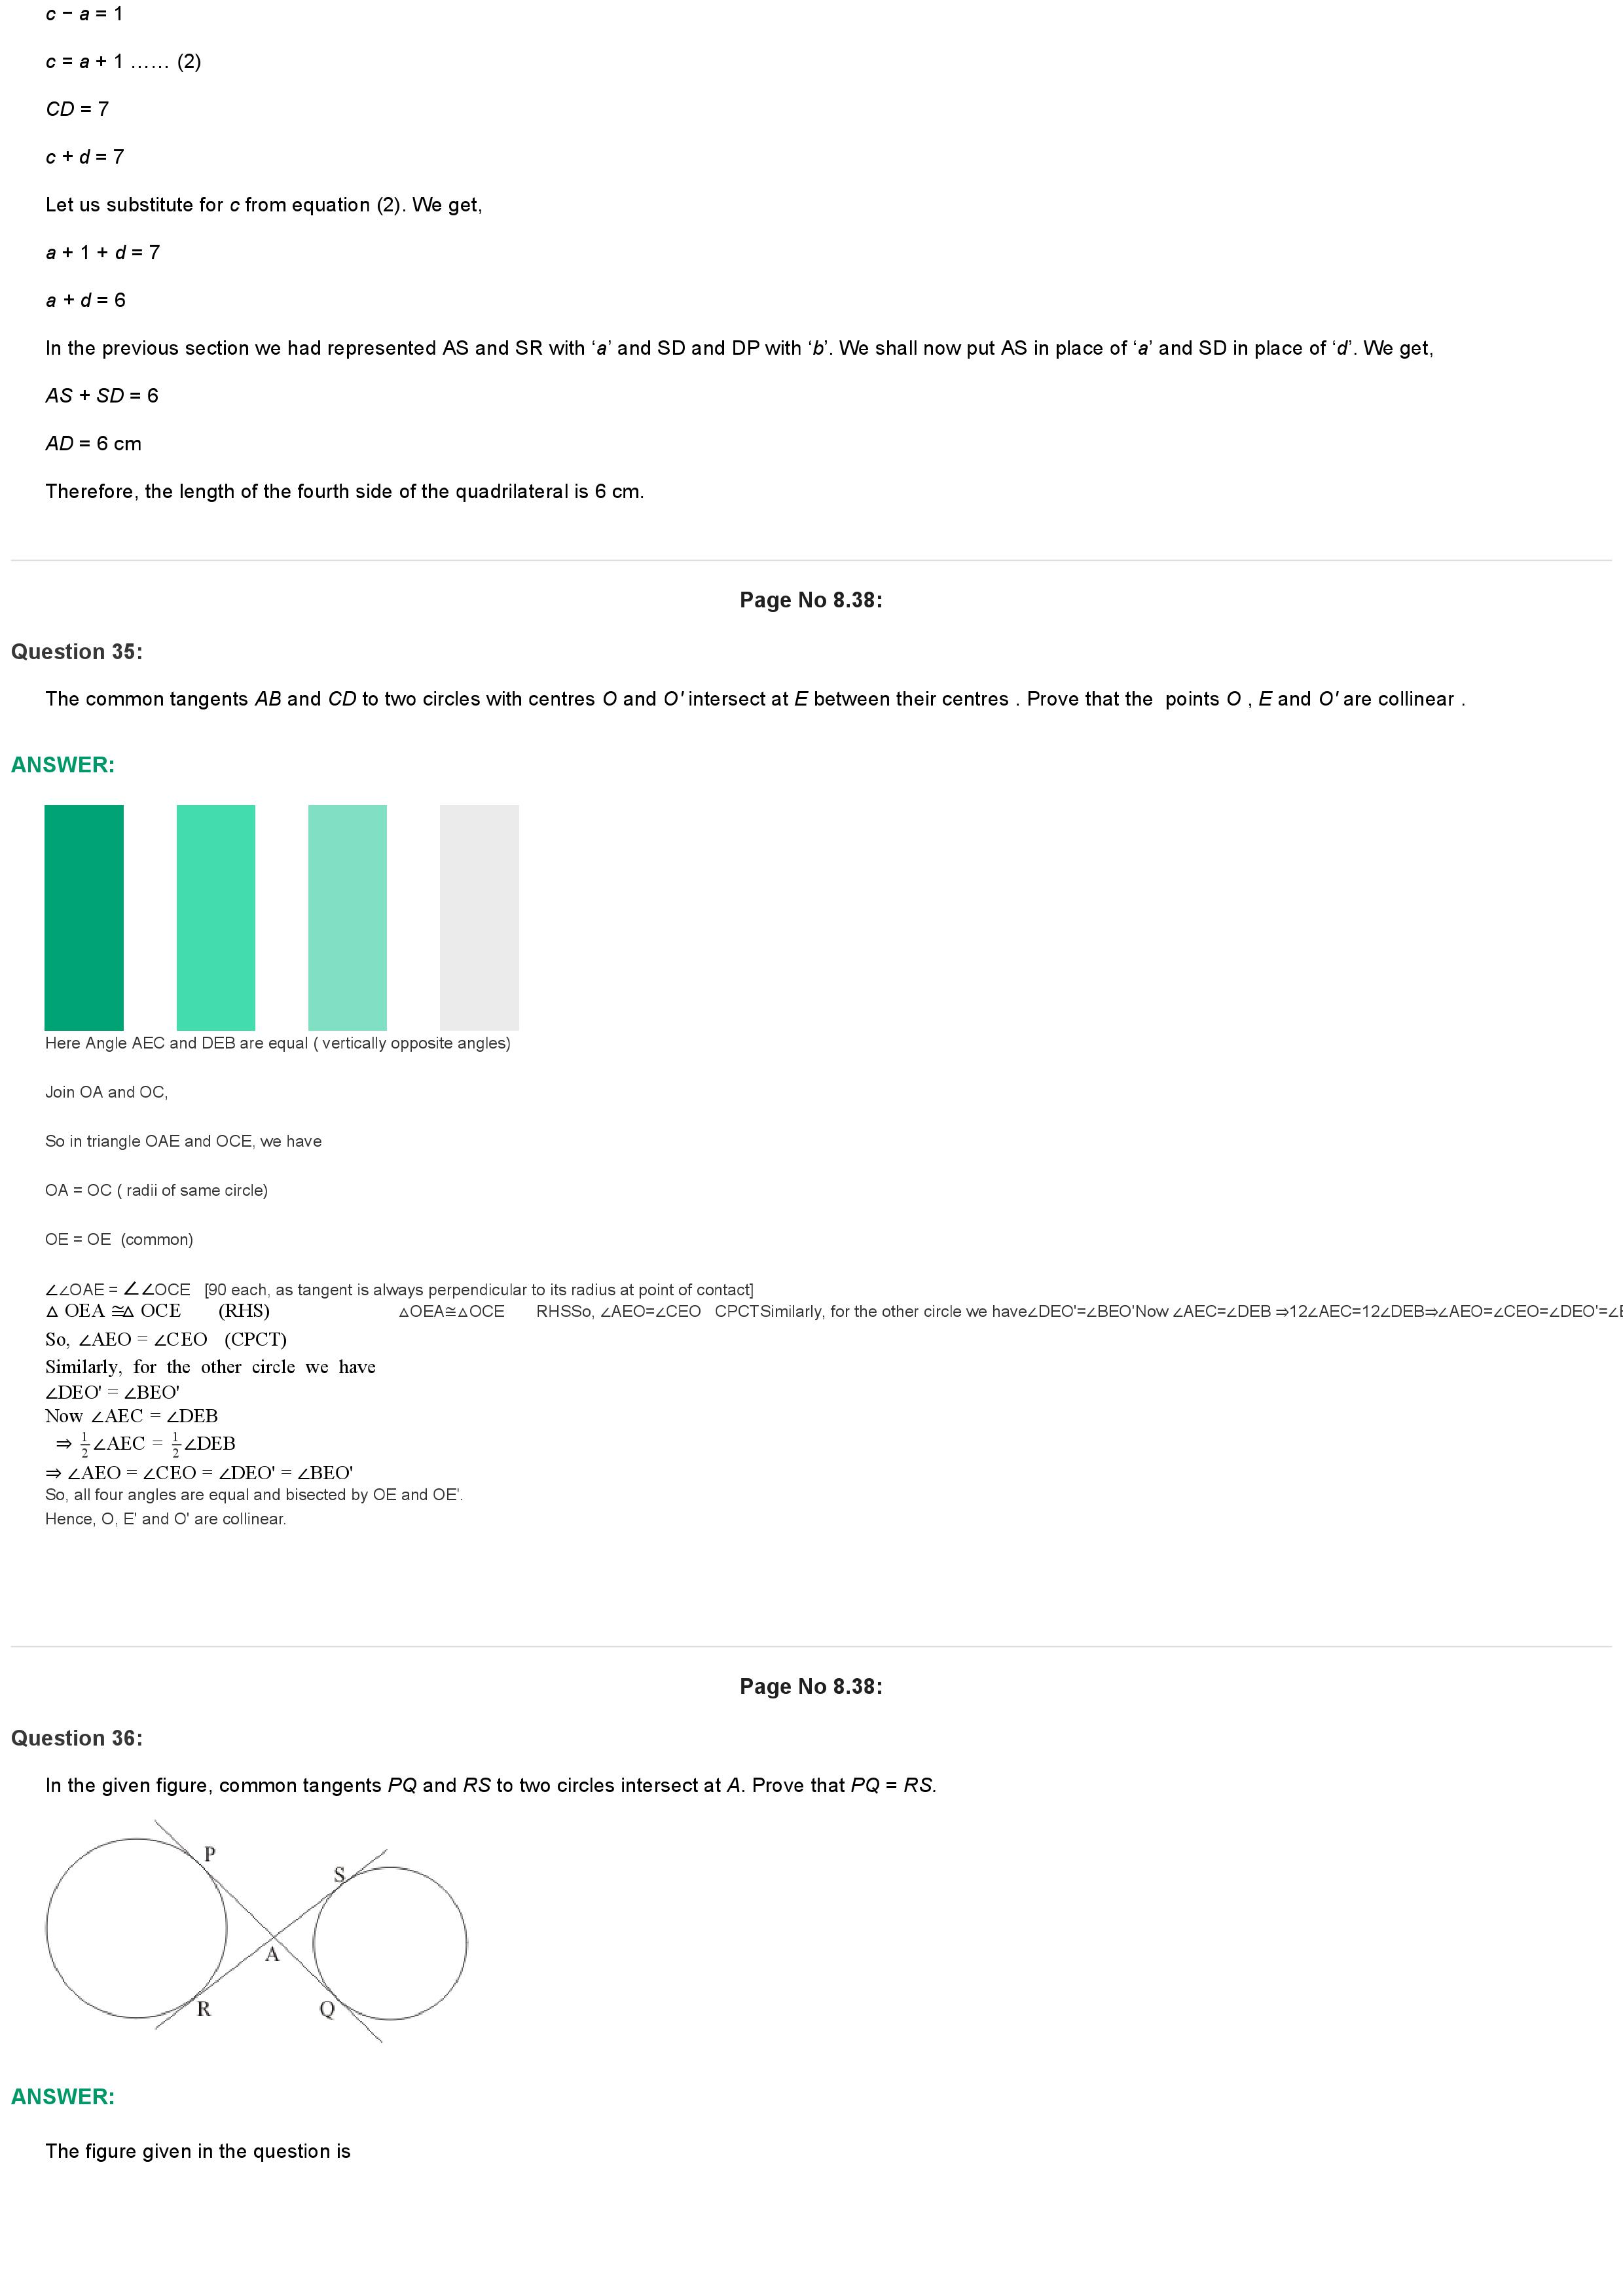 c − a = 1
c = a + 1 …… (2)
CD = 7
c + d = 7
Let us substitute for c from equation (2). We get,
a + 1 + d = 7
a + d = 6
In the previous section we had represented AS and SR with ‘a’ and SD and DP with ‘b’. We shall now put AS in place of ‘a’ and SD in place of ‘d’. We get,
AS + SD = 6
AD = 6 cm
Therefore, the length of the fourth side of the quadrilateral is 6 cm.
Page No 8.38:
Question 35:
The common tangents AB and CD to two circles with centres O and O' intersect at E between their centres . Prove that the  points O , E and O' are collinear .
ANSWER:
Here Angle AEC and DEB are equal ( vertically opposite angles)
Join OA and OC,
So in triangle OAE and OCE, we have
OA = OC ( radii of same circle)
OE = OE  (common)
∠∠OAE = ∠∠OCE   [90 each, as tangent is always perpendicular to its radius at point of contact]
△ OEA ≅△ OCE (RHS) △OEA≅△OCE RHSSo, ∠AEO=∠CEO CPCTSimilarly, for the other circle we have∠DEO'=∠BEO'Now ∠AEC=∠DEB ⇒12∠AEC=12∠DEB⇒∠AEO=∠CEO=∠DEO'=∠
So, ∠AEO = ∠CEO   (CPCT)
Similarly, for the other circle we have
∠DEO' = ∠BEO'
Now ∠AEC = ∠DEB
⇒ 1/2∠AEC = 1/2∠DEB
⇒ ∠AEO = ∠CEO = ∠DEO' = ∠BEO'
So, all four angles are equal and bisected by OE and OE'.
Hence, O, E' and O' are collinear.
Page No 8.38:
Question 36:
In the given figure, common tangents PQ and RS to two circles intersect at A. Prove that PQ = RS.
P
S
A
R
Q
ANSWER:
The figure given in the question is